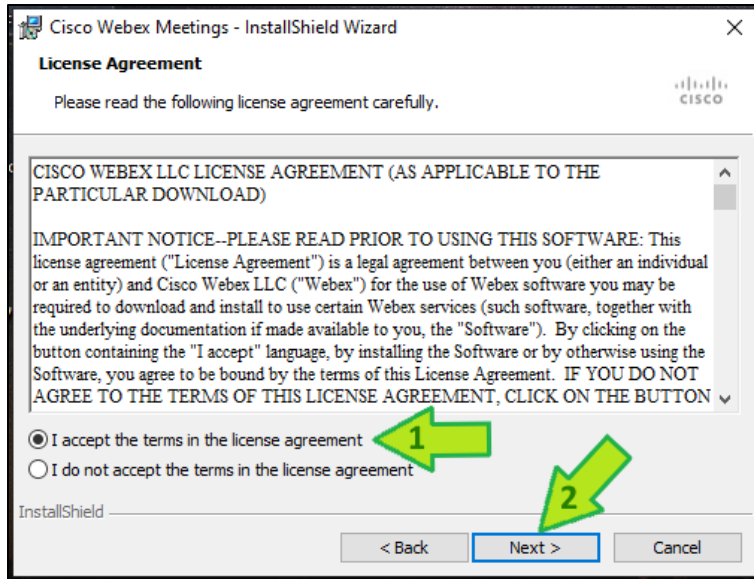 Cisco Webex Meetings - InstallShield Wizard
License Agreement
Please read the following license agreement carefully.
CISCO
CISCO WEBEX LLC LICENSE AGREEMENT (AS APPLICABLE TO THE
PARTICULAR DOWNLOAD)
IMPORTANT NOTICE--PLEASE READ PRIOR TO USING THIS SOFTWARE: This
license agreement ("License Agreement") is a legal agreement between you (either an individual
or an entity) and Cisco Webex LLC ("Webex") for the use of Webex software you may be
required to download and install to use certain Webex services (such software, together with
the underlying documentation if made available to you, the "Software"). By clicking on the
button containing the "I accept" language, by installing the Software or by otherwise using the
Software, you agree to be bound by the terms of this License Agreement. IF YOU DO NOT
AGREE TO THE TERMS OF THIS LICENSE AGREEMENT, CLICK ON THE BUTTON
I accept the terms in the license agreement
1
I do not accept the terms in the license agreement
2
InstallShield
< Back
Next >
Cancel